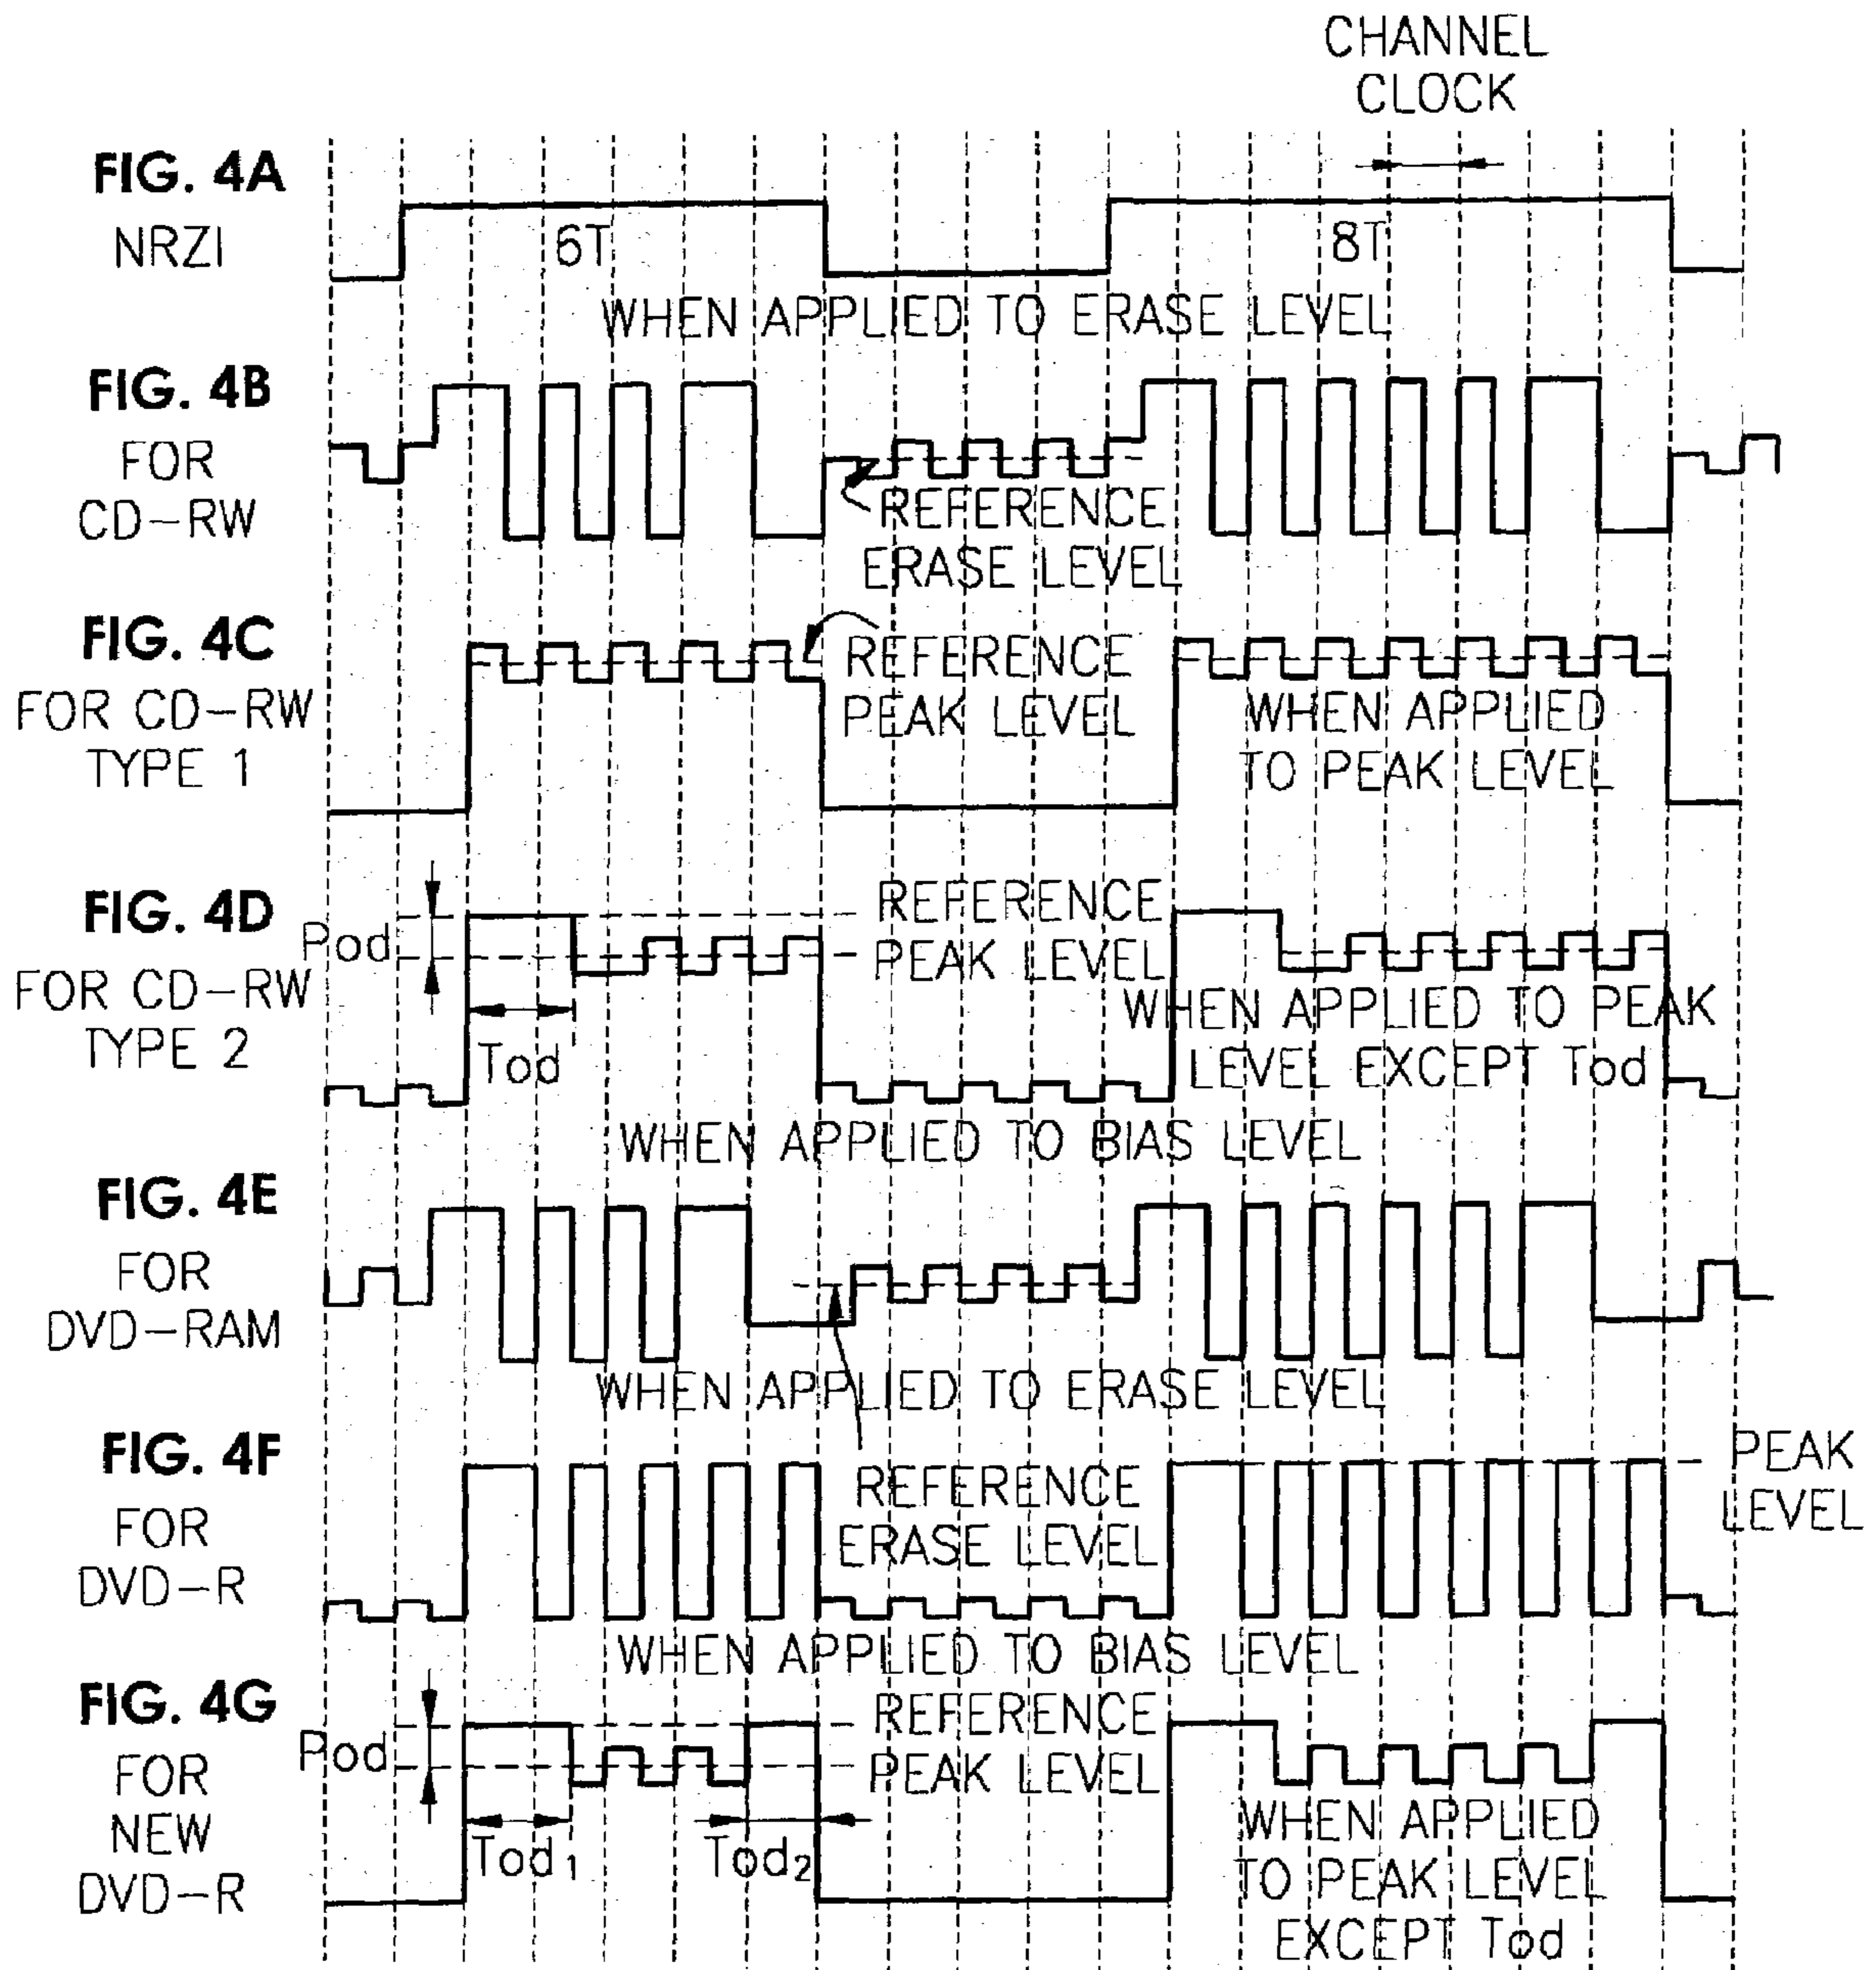 CHANNEL
CLOCK
FIG. 4A
NRZI
6T
8T
WHEN APPLIED TO ERASE LEVEL
FIG. 4B
FOR
CD-RW
REFERENCE
ERASE LEVEL
FIG. 4C
FOR CD-RW
TYPE 1
REFERENCE
PEAK LEVEL
WHEN APPLIED
TO PEAK LEVEL
FIG. 4D
Pod
FOR CD-RW
TYPE 2
Tod
REFERENCE
PEAK LEVEL
WHEN APPLIED TO PEAK
LEVEL EXCEPT Tod
WHEN APPLIED TO BIAS LEVEL
FIG. 4E
FOR
DVD-RAM
WHEN APPLIED TO ERASE LEVEL
FIG. 4F
FOR
DVD-R
REFERENCE
ERASE LEVEL
PEAK
LEVEL
WHEN APPLIED TO BIAS LEVEL
FIG. 4G
Pod
FOR
NEW
DVD-R
Tod1
Tod2
REFERENCE
PEAK LEVEL
WHEN APPLIED
TO PEAK LEVEL
EXCEPT Tod